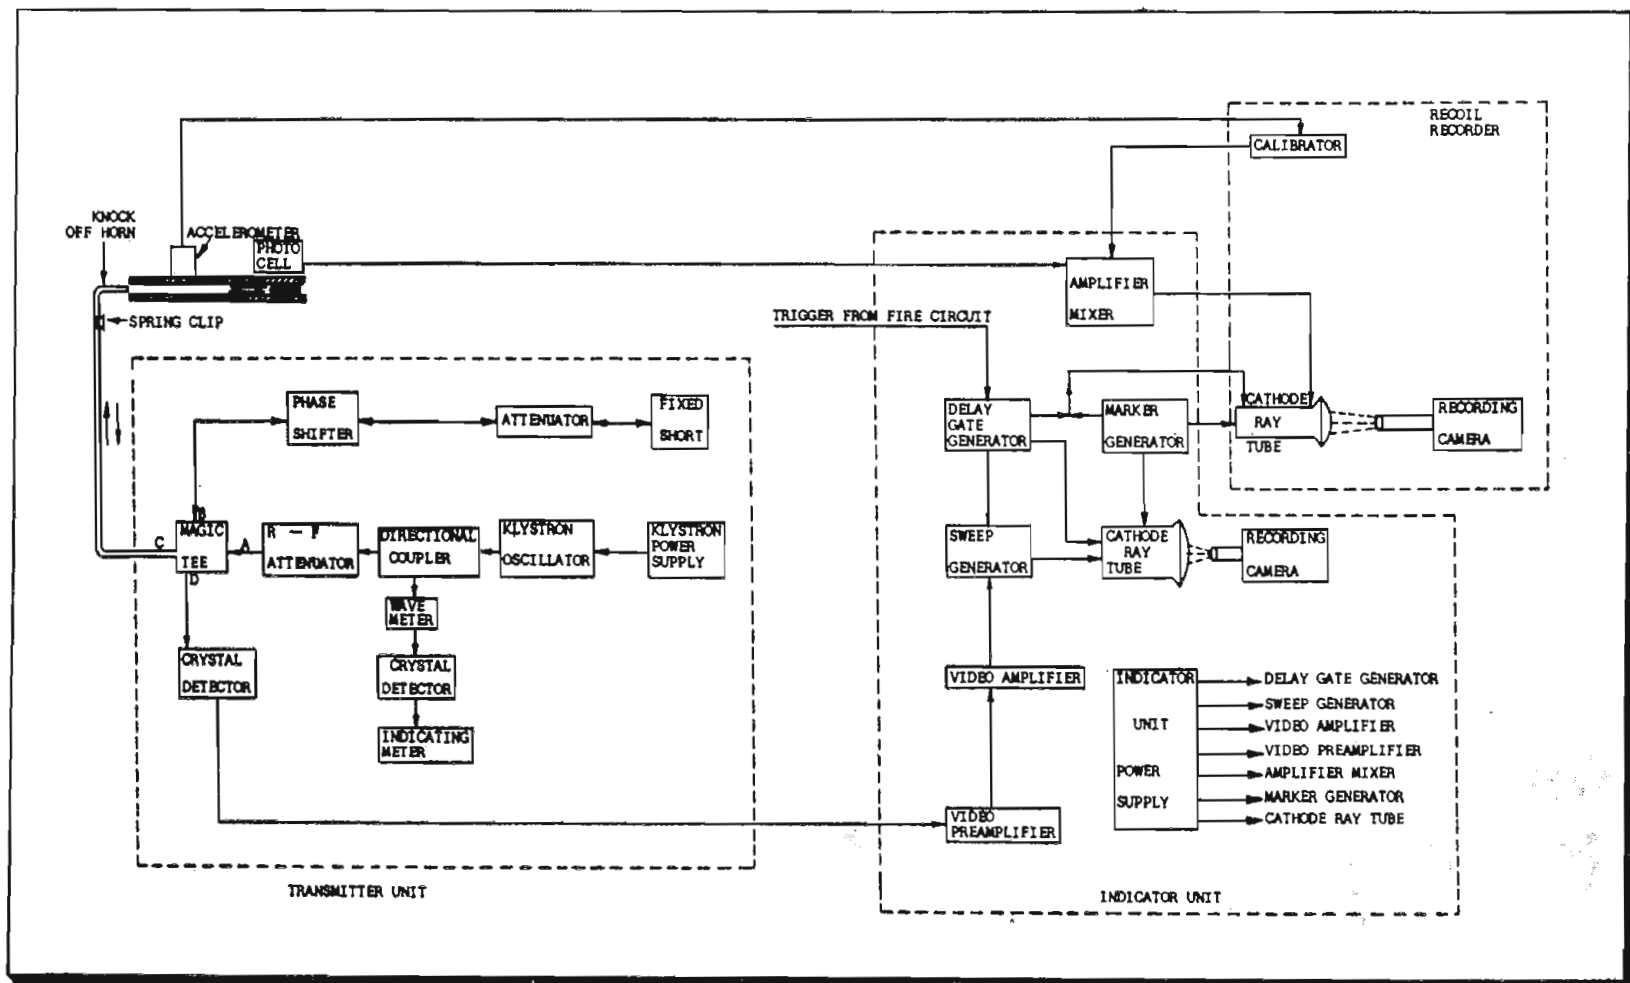 RECOIL
RECORDER
CALIBRATOR
KNOCK
OFF HORN
ACCELEROMETER
PHOTO
CELL
AMPLIFIER
MIXER
SPRING CLIP
TRIGGER FROM FIRE CIRCUIT
PHASE
SHIFTER
ATTENUATOR
FIXED
SHORT
DELAY
GATE
GENERATOR
MARKER
GENERATOR
CATHODE
RAY
TUBE
RECORDING
CAMERA
B
C
MAGIC
TEE
D
A
R - F
ATTENUATOR
DIRECTIONAL
COUPLER
KLYSTRON
OSCILLATOR
KLYSTRON
POWER
SUPPLY
SWEEP
GENERATOR
CATHODE
RAY
TUBE
RECORDING
CAMERA
WAVE
METER
CRYSTAL
DETECTOR
CRYSTAL
DETECTOR
INDICATING
METER
VIDEO AMPLIFIER
VIDEO
PREAMPLIFIER
INDICATOR
UNIT
POWER
SUPPLY
DELAY GATE GENERATOR
SWEEP GENERATOR
VIDEO AMPLIFIER
VIDEO PREAMPLIFIER
AMPLIFIER MIXER
MARKER GENERATOR
CATHODE RAY TUBE
TRANSMITTER UNIT
INDICATOR UNIT